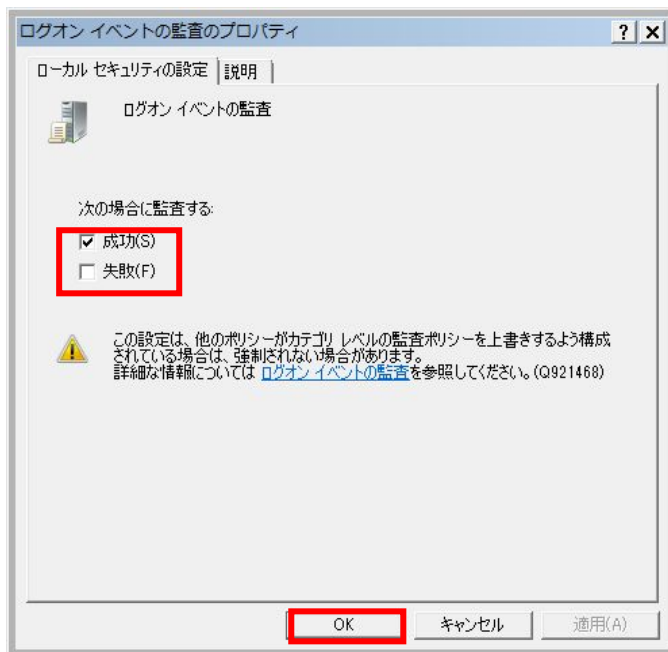 ログオン イベントの監査のプロパティ
ローカル セキュリティの設定 説明
ログオン イベントの監査
次の場合に監査する:
成功(S)
失敗(F)
この設定は、他のポリシーがカテゴリ レベルの監査ポリシーを上書きするよう構成
されている場合は、強制されない場合があります。
詳細な情報については ログオン イベントの監査を参照してください。(Q921468)
OK キャンセル 適用(A)